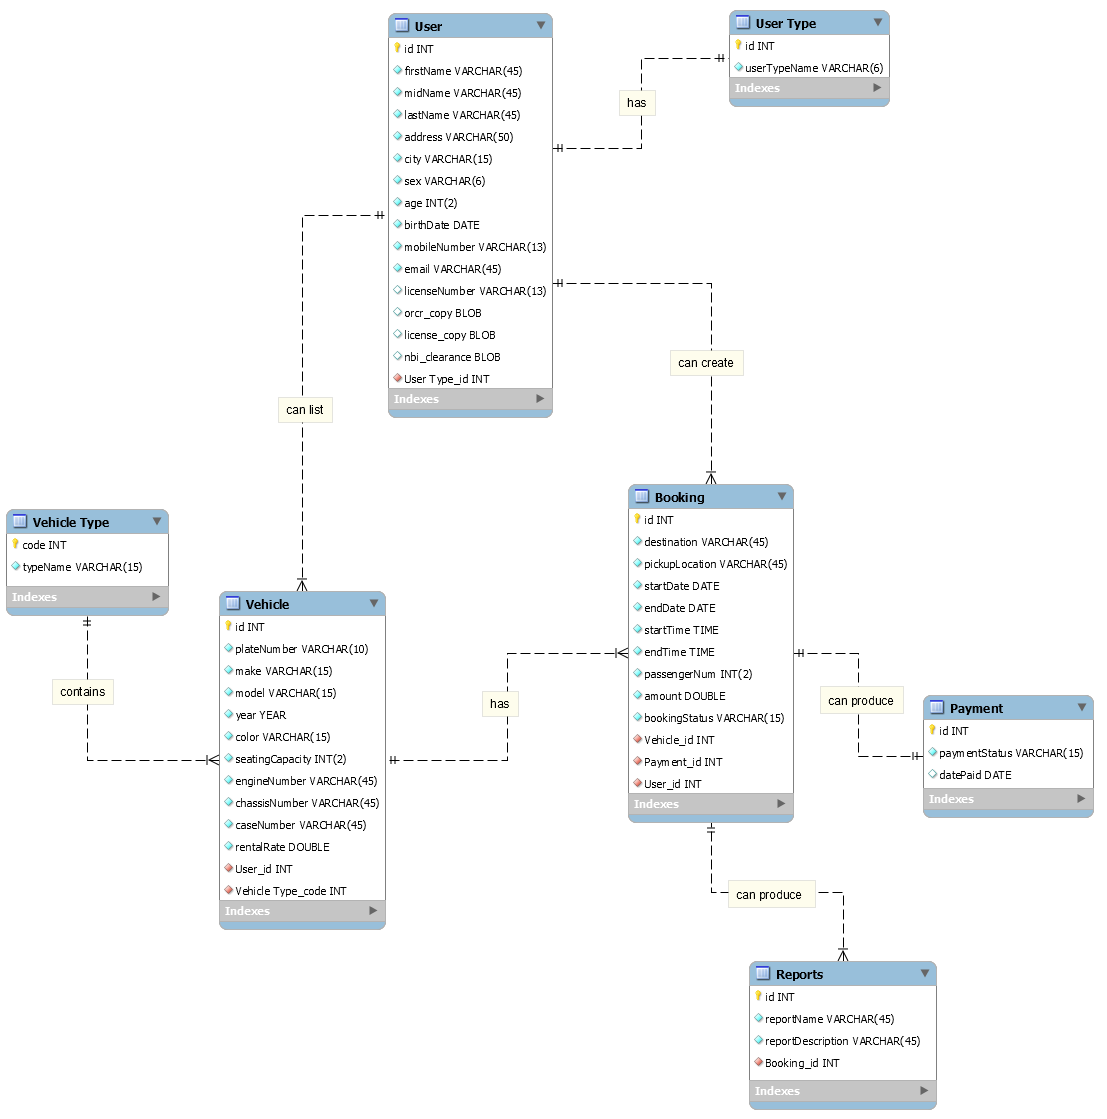 User
id INT
firstName VARCHAR(45)
midName VARCHAR(45)
lastName VARCHAR(45)
address VARCHAR(50)
city VARCHAR(15)
sex VARCHAR(6)
age INT(2)
birthDate DATE
mobileNumber VARCHAR(13)
email VARCHAR(45)
licenseNumber VARCHAR(13)
orcr_copy BLOB
license_copy BLOB
nbi_clearance BLOB
User Type_id INT
Indexes
has
User Type
id INT
userTypeName VARCHAR(6)
Indexes
can list
can create
Vehicle Type
code INT
typeName VARCHAR(15)
Indexes
contains
Vehicle
id INT
plateNumber VARCHAR(10)
make VARCHAR(15)
model VARCHAR(15)
year YEAR
color VARCHAR(15)
seatingCapacity INT(2)
engineNumber VARCHAR(45)
chassisNumber VARCHAR(45)
caseNumber VARCHAR(45)
rentalRate DOUBLE
User_id INT
Vehicle Type_code INT
Indexes
has
Booking
id INT
destination VARCHAR(45)
pickupLocation VARCHAR(45)
startDate DATE
endDate DATE
startTime TIME
endTime TIME
passengerNum INT(2)
amount DOUBLE
bookingStatus VARCHAR(15)
Vehicle_id INT
Payment_id INT
User_id INT
Indexes
can produce
Payment
id INT
paymentStatus VARCHAR(15)
datePaid DATE
Indexes
can produce
Reports
id INT
reportName VARCHAR(45)
reportDescription VARCHAR(45)
Booking_id INT
Indexes